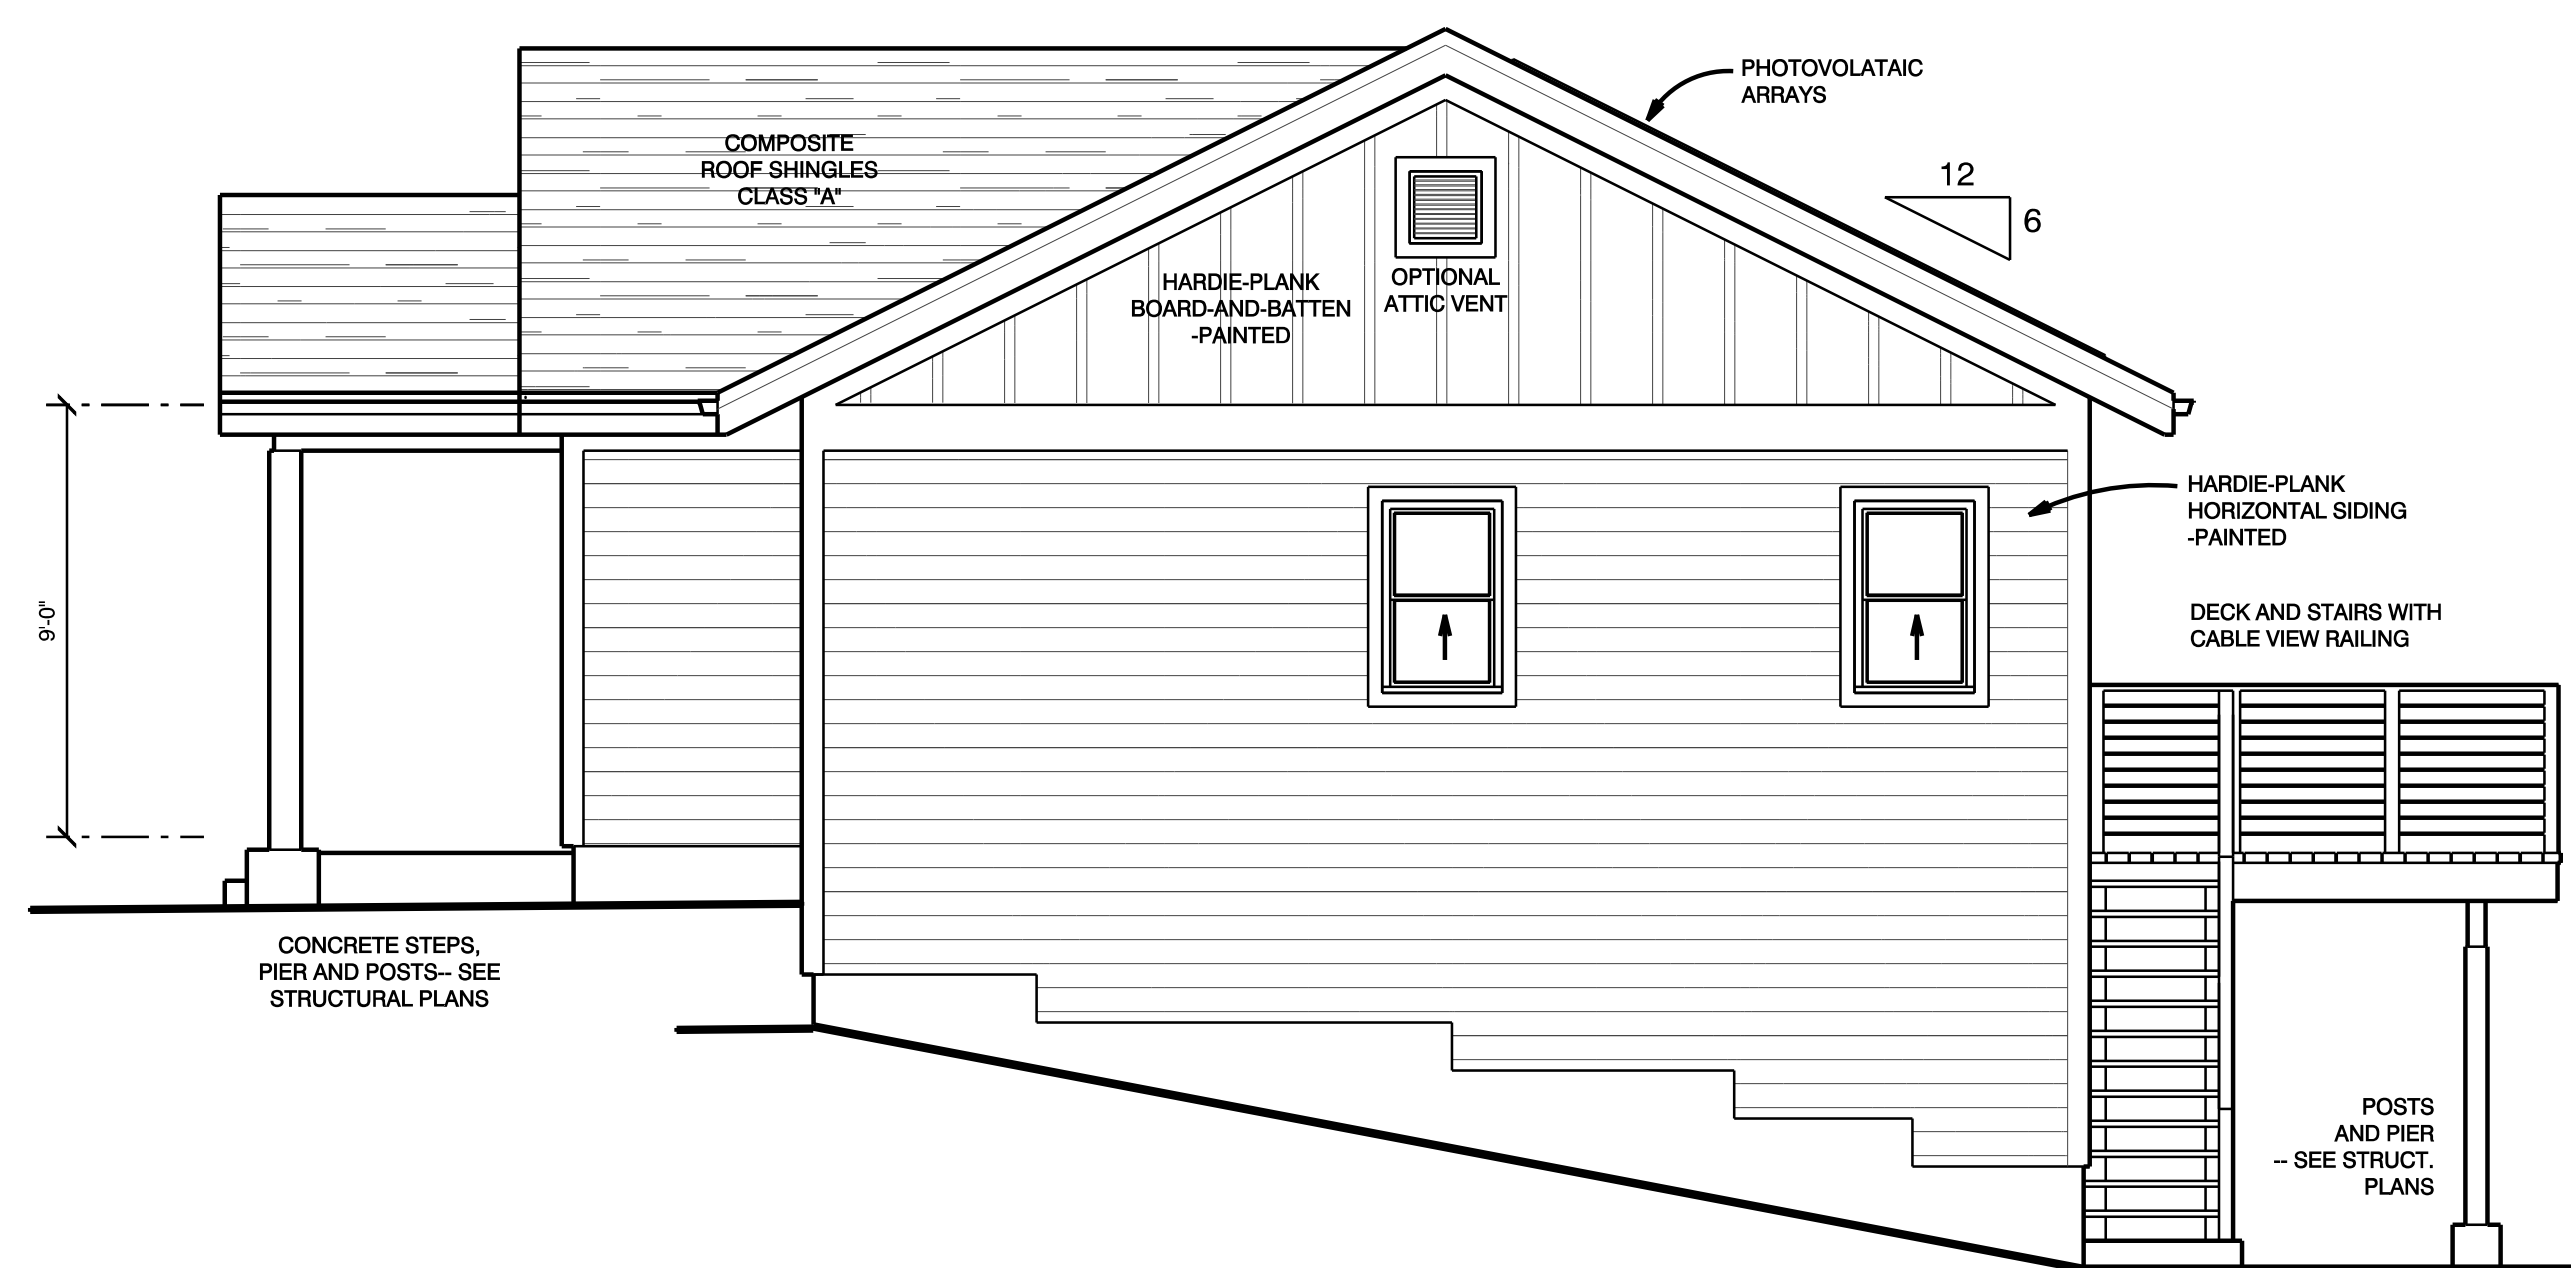 PHOTOVOLATAIC
ARRAYS
COMPOSITE
ROOF SHINGLES
CLASS "A"
12
6
HARDIE-PLANK
BOARD-AND-BATTEN
-PAINTED
OPTIONAL
ATTIC VENT
HARDIE-PLANK
HORIZONTAL SIDING
-PAINTED
9'-0"
DECK AND STAIRS WITH
CABLE VIEW RAILING
CONCRETE STEPS,
PIER AND POSTS-- SEE
STRUCTURAL PLANS
POSTS
AND PIER
-- SEE STRUCT.
PLANS